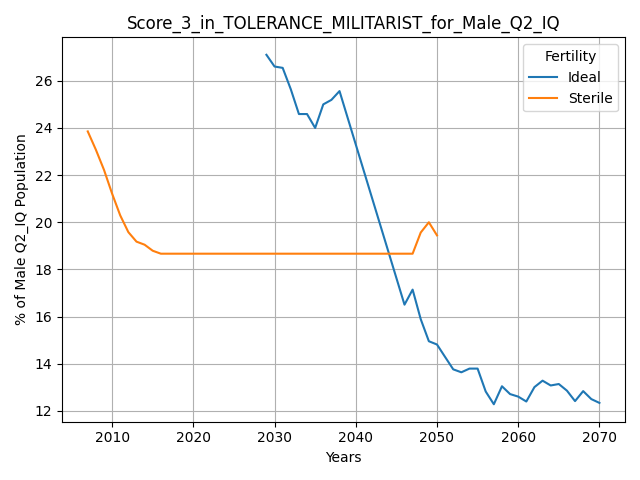 Score_3_in_TOLERANCE_MILITARIST_for_Male_Q2_IQ
Fertility
Ideal
Sterile
% of Male Q2_IQ Population
26
24
22
20
18
16
14
12
2010 2020 2030 2040 2050 2060 2070
Years